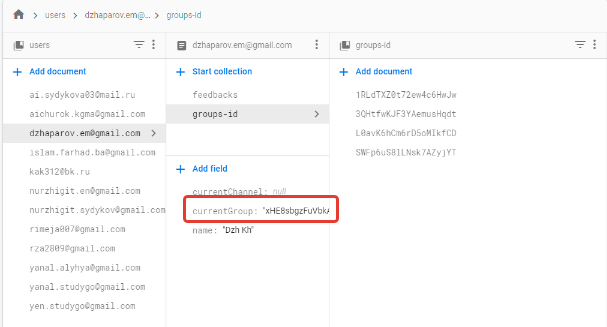 users dzhaparov.em@... groups-id
users
Add document
ai.sydykova03@mail.ru
aichurok.kgma@gmail.com
dzhaparov.em@gmail.com
islam.farhad.ba@gmail.com
kak312@bk.ru
nurzhigit.en@gmail.com
nurzhigit.sydykov@gmail.com
rimeja007@gmail.com
rza2809@gmail.com
yanal.alyhya@gmail.com
yanal.studygo@gmail.com
yen.studygo@gmail.com
dzhaparov.em@gmail.com
Start collection
feedbacks
groups-id
Add field
currentChannel: null
currentGroup: "xHE8sbgzFuVbkA
name: "Dzh Kh"
groups-id
Add document
1RLdTXZ0t72ew4c6HwJw
3QHtfwKJF3YAemusHqdt
L0avK6hCm6rD5oMIkfCD
SWFp6uS81LNsk7AZyjYT